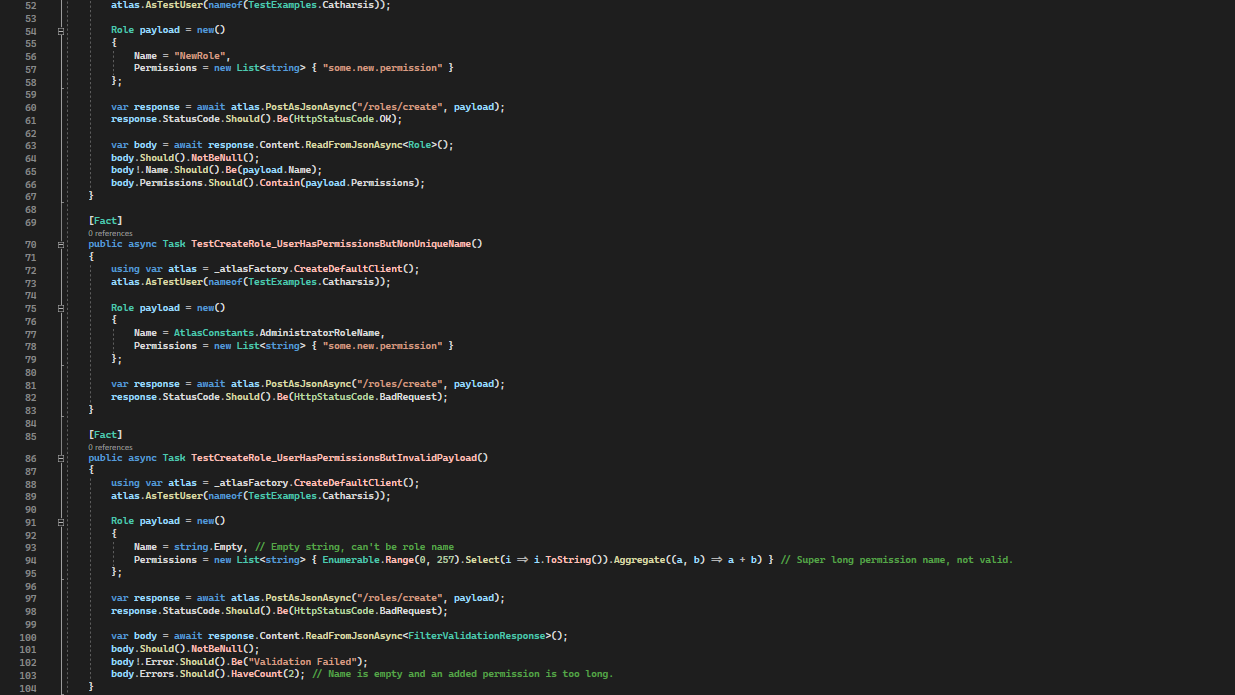 52 atlas.AsTestUser(nameof(TestExamples.Catharsis));
53
54 Role payload = new()
55 {
56 Name = "NewRole",
57 Permissions = new List<string> { "some.new.permission" }
58 };
59
60 var response = await atlas.PostAsJsonAsync("/roles/create", payload);
61 response.StatusCode.Should().Be(HttpStatusCode.OK);
62
63 var body = await response.Content.ReadFromJsonAsync<Role>();
64 body.Should().NotBeNull();
65 body!.Name.Should().Be(payload.Name);
66 body.Permissions.Should().Contain(payload.Permissions);
67 }
68
69 [Fact]
0 references
70 public async Task TestCreateRole_UserHasPermissionsButNonUniqueName()
71 {
72 using var atlas = _atlasFactory.CreateDefaultClient();
73 atlas.AsTestUser(nameof(TestExamples.Catharsis));
74
75 Role payload = new()
76 {
77 Name = AtlasConstants.AdministratorRoleName,
78 Permissions = new List<string> { "some.new.permission" }
79 };
80
81 var response = await atlas.PostAsJsonAsync("/roles/create", payload);
82 response.StatusCode.Should().Be(HttpStatusCode.BadRequest);
83 }
84
85 [Fact]
0 references
86 public async Task TestCreateRole_UserHasPermissionsButInvalidPayload()
87 {
88 using var atlas = _atlasFactory.CreateDefaultClient();
89 atlas.AsTestUser(nameof(TestExamples.Catharsis));
90
91 Role payload = new()
92 {
93 Name = string.Empty, // Empty string, can't be role name
94 Permissions = new List<string> { Enumerable.Range(0, 257).Select(i => i.ToString()).Aggregate((a, b) => a + b) } // Super long permission name, not valid.
95 };
96
97 var response = await atlas.PostAsJsonAsync("/roles/create", payload);
98 response.StatusCode.Should().Be(HttpStatusCode.BadRequest);
99
100 var body = await response.Content.ReadFromJsonAsync<FilterValidationResponse>();
101 body.Should().NotBeNull();
102 body!.Error.Should().Be("Validation Failed");
103 body.Errors.Should().HaveCount(2); // Name is empty and an added permission is too long.
104 }